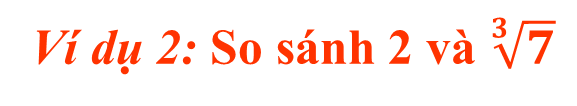 Ví dụ 2: So sánh 2 và ∛7